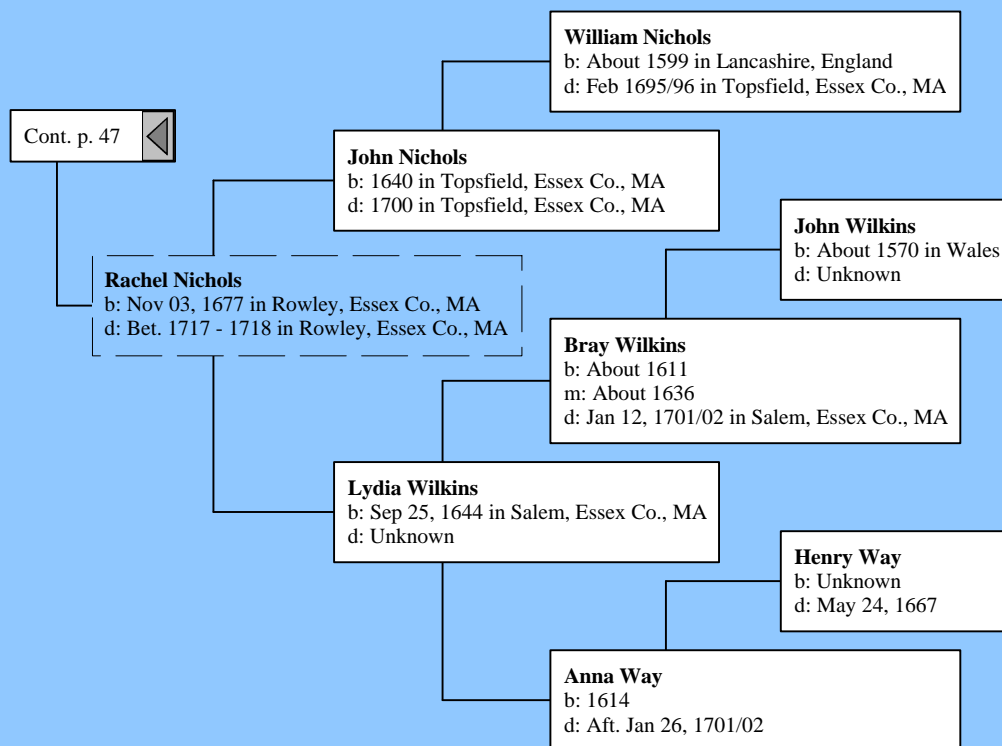 William Nichols
b: About 1599 in Lancashire, England
d: Feb 1695/96 in Topsfield, Essex Co., MA
Cont. p. 47
John Nichols
b: 1640 in Topsfield, Essex Co., MA
d: 1700 in Topsfield, Essex Co., MA
John Wilkins
b: About 1570 in Wales
d: Unknown
Rachel Nichols
b: Nov 03, 1677 in Rowley, Essex Co., MA
d: Bet. 1717 - 1718 in Rowley, Essex Co., MA
Bray Wilkins
b: About 1611
m: About 1636
d: Jan 12, 1701/02 in Salem, Essex Co., MA
Lydia Wilkins
b: Sep 25, 1644 in Salem, Essex Co., MA
d: Unknown
Henry Way
b: Unknown
d: May 24, 1667
Anna Way
b: 1614
d: Aft. Jan 26, 1701/02